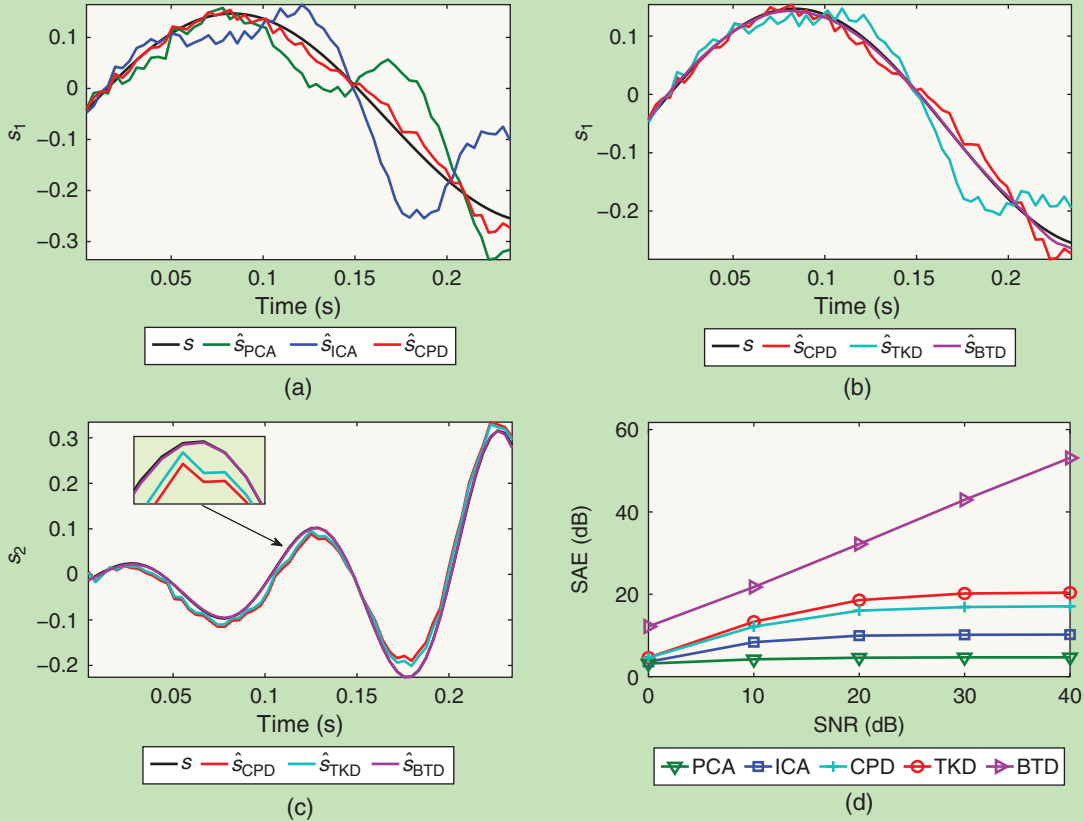 0.1
0
−0.1
−0.2
−0.3
s1
0.05
0.1
0.15
0.2
Time (s)
s ŝPCA ŝICA ŝCPD
(a)
0.1
0
−0.1
−0.2
s1
0.05
0.1
0.15
0.2
Time (s)
s ŝCPD ŝTKD ŝBTD
(b)
0.3
0.2
0.1
0
−0.1
−0.2
s2
0.05
0.1
0.15
0.2
Time (s)
s ŝCPD ŝTKD ŝBTD
(c)
60
40
20
0
SAE (dB)
0
10
20
30
40
SNR (dB)
PCA ICA CPD TKD BTD
(d)